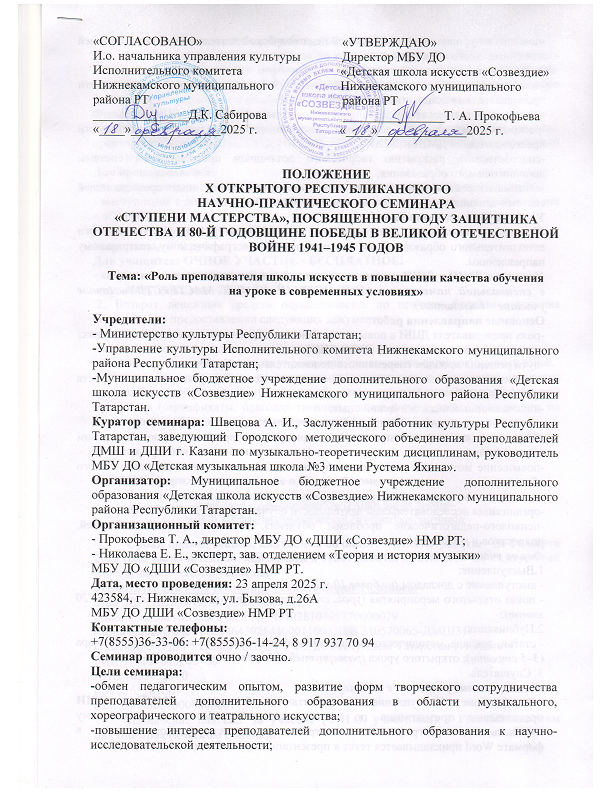 «СОГЛАСОВАНО»
И.о. начальника управления культуры
Исполнительного комитета
Нижнекамского муниципального
района РТ
Д.К. Сабирова
« 18 » февраля 2025 г.
«УТВЕРЖДАЮ»
Директор МБУ ДО
«Детская школа искусств «Созвездие»
Нижнекамского муниципального
района РТ
Т. А. Прокофьева
« 18 » февраля 2025 г.
ПОЛОЖЕНИЕ
X ОТКРЫТОГО РЕСПУБЛИКАНСКОГО
НАУЧНО-ПРАКТИЧЕСКОГО СЕМИНАРА
«СТУПЕНИ МАСТЕРСТВА», ПОСВЯЩЕННОГО ГОДУ ЗАЩИТНИКА
ОТЕЧЕСТВА И 80-Й ГОДОВЩИНЕ ПОБЕДЫ В ВЕЛИКОЙ ОТЕЧЕСТВЕНОЙ
ВОЙНЕ 1941–1945 ГОДОВ
Тема: «Роль преподавателя школы искусств в повышении качества обучения
на уроке в современных условиях»
Учредители:
- Министерство культуры Республики Татарстан;
-Управление культуры Исполнительного комитета Нижнекамского муниципального
района Республики Татарстан;
-Муниципальное бюджетное учреждение дополнительного образования «Детская
школа искусств «Созвездие» Нижнекамского муниципального района Республики
Татарстан.
Куратор семинара: Швецова А. И., Заслуженный работник культуры Республики
Татарстан, заведующий Городского методического объединения преподавателей
ДМШ и ДШИ г. Казани по музыкально-теоретическим дисциплинам, руководитель
МБУ ДО «Детская музыкальная школа №3 имени Рустема Яхина».
Организатор: Муниципальное бюджетное учреждение дополнительного
образования «Детская школа искусств «Созвездие» Нижнекамского муниципального
района Республики Татарстан.
Организационный комитет:
- Прокофьева Т. А., директор МБУ ДО «ДШИ «Созвездие» НМР РТ;
- Николаева Е. Е., эксперт, зав. отделением «Теория и история музыки»
МБУ ДО «ДШИ «Созвездие» НМР РТ.
Дата, место проведения: 23 апреля 2025 г.
423584, г. Нижнекамск, ул. Бызова, д.26А
МБУ ДО ДШИ «Созвездие» НМР РТ
Контактные телефоны:
+7(8555)36-33-06: +7(8555)36-14-24, 8 917 937 70 94
Семинар проводится очно / заочно.
Цели семинара:
-обмен педагогическим опытом, развитие форм творческого сотрудничества
преподавателей дополнительного образования в области музыкального,
хореографического и театрального искусства;
-повышение интереса преподавателей дополнительного образования к научно-
исследовательской деятельности;